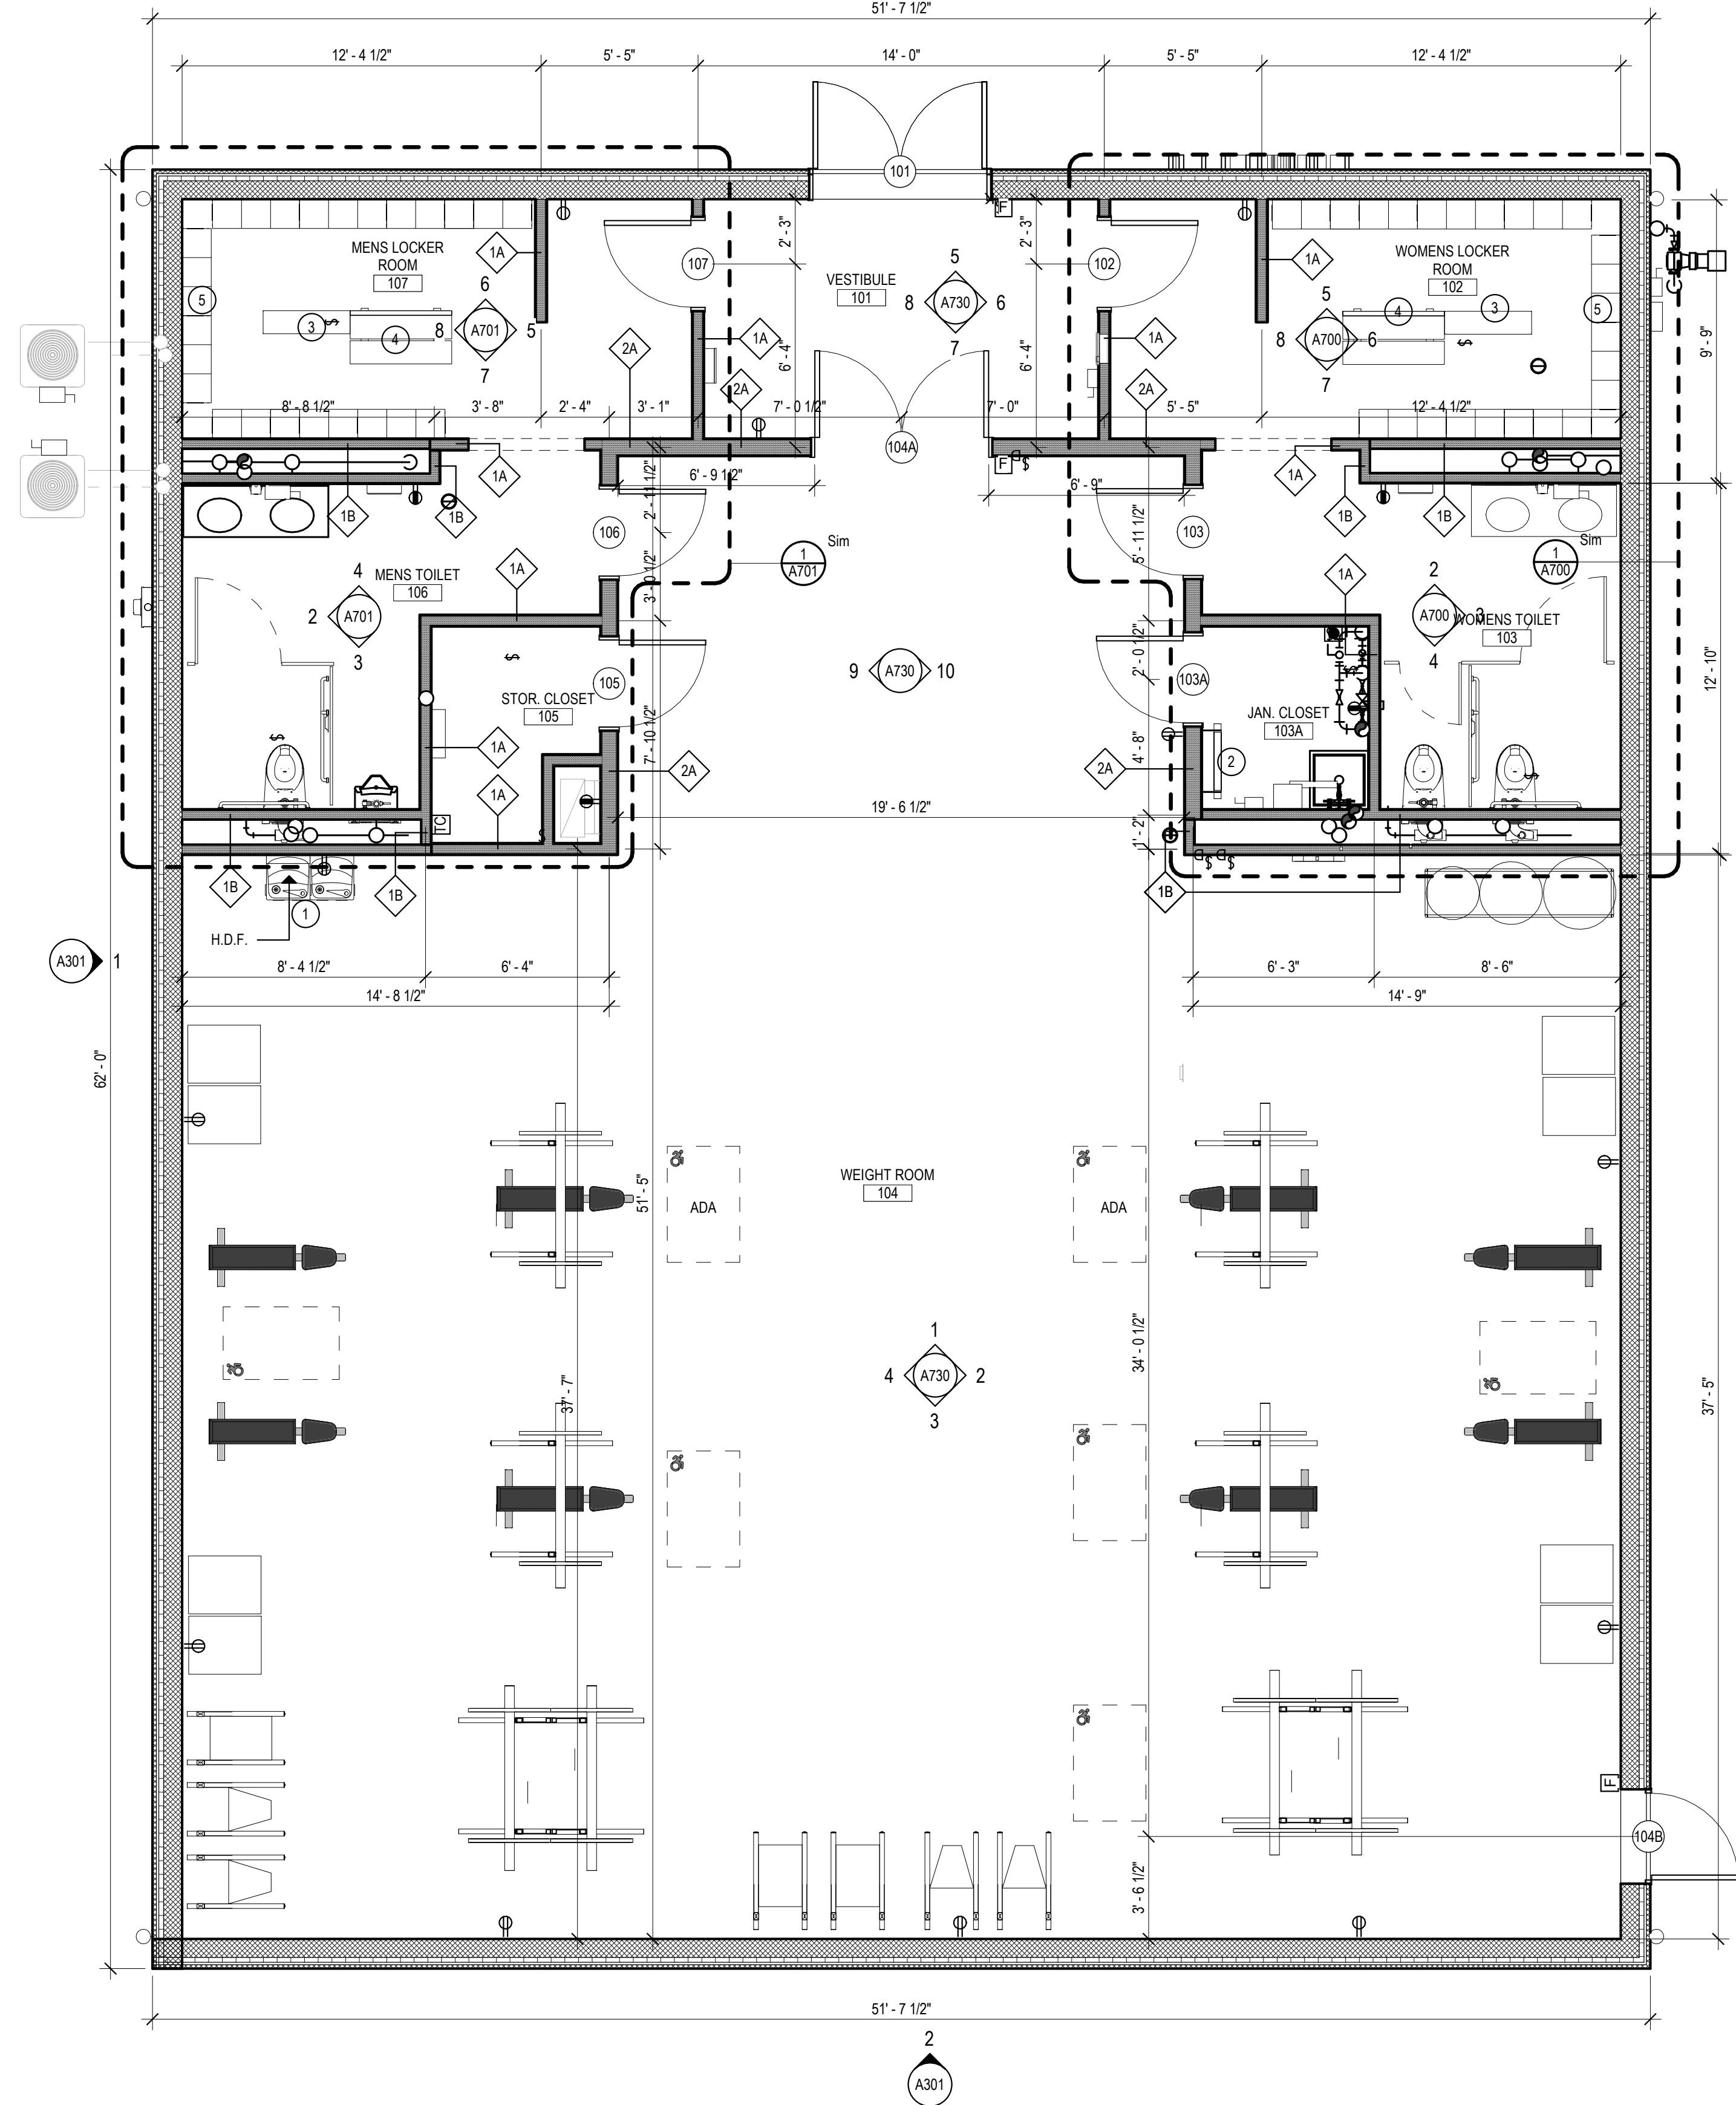 51' - 7 1/2"
12' - 4 1/2"
5' - 5"
14' - 0"
5' - 5"
12' - 4 1/2"
101
F
MENS LOCKER
ROOM
107
1A
107
2' - 3"
VESTIBULE
101
5
8
A730
6
7
2' - 3"
102
1A
WOMENS LOCKER
ROOM
102
5
3
4
6
8
A701
5
7
2A
1A
6' - 4"
2A
6' - 4"
1A
2A
5
8
A700
6
7
4
3
5
9' - 9"
8' - 8 1/2"
3' - 8"
2' - 4"
3' - 1"
7' - 0 1/2"
7' - 0"
5' - 5"
12' - 4 1/2"
104A
F
1A
1A
6' - 9 1/2"
6' - 9"
2' - 11 1/2"
5' - 11 1/2"
1B
1B
1B
1B
106
103
1
A701
Sim
1
A700
Sim
MENS TOILET
106
4
2
A701
3
1A
3' - 0 1/2"
1A
2
A700
3
4
WOMENS TOILET
103
2' - 0 1/2"
12' - 10"
9
A730
10
105
103A
STOR. CLOSET
105
JAN. CLOSET
103A
1A
7' - 10 1/2"
2A
4' - 8"
2A
2
1A
19' - 6 1/2"
TC
1' - 2"
1B
1B
1B
1
H.D.F.
A301
1
8' - 4 1/2"
6' - 4"
6' - 3"
8' - 6"
14' - 8 1/2"
14' - 9"
62' - 0"
WEIGHT ROOM
104
51' - 5"
ADA
ADA
1
4
A730
2
3
34' - 0 1/2"
37' - 7"
37' - 5"
F
104B
3' - 6 1/2"
51' - 7 1/2"
2
A301